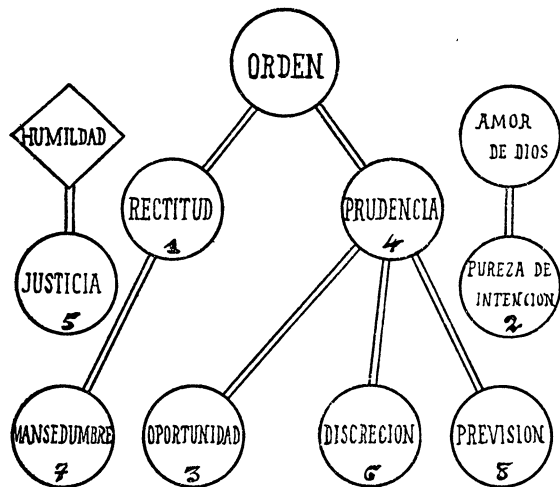 ORDEN
HUMILDAD
AMOR
DE DIOS
RECTITUD
1
PRUDENCIA
4
JUSTICIA
5
PUREZA DE
INTENCION
2
MANSEDUMBRE
7
OPORTUNIDAD
3
DISCRECION
6
PREVISION
8